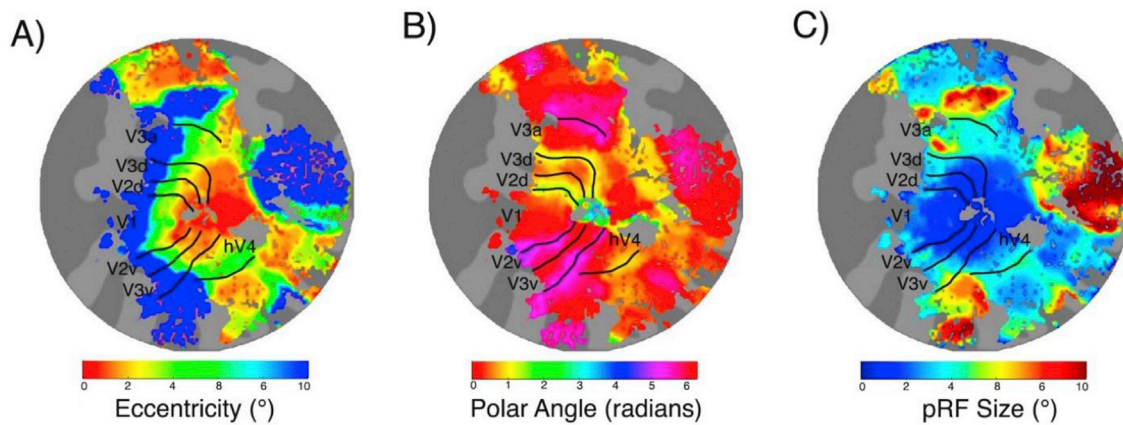 A)
V3a
V3d
V2d
V1
hV4
V2v
V3v
0 2 4 8 6 10
Eccentricity (°)
B)
V3a
V3d
V2d
V1
hV4
V2v
V3v
0 1 2 3 4 5 6
Polar Angle (radians)
C)
V3a
V3d
V2d
V1
hV4
V2v
V3v
0 2 4 8 6 10
pRF Size (°)